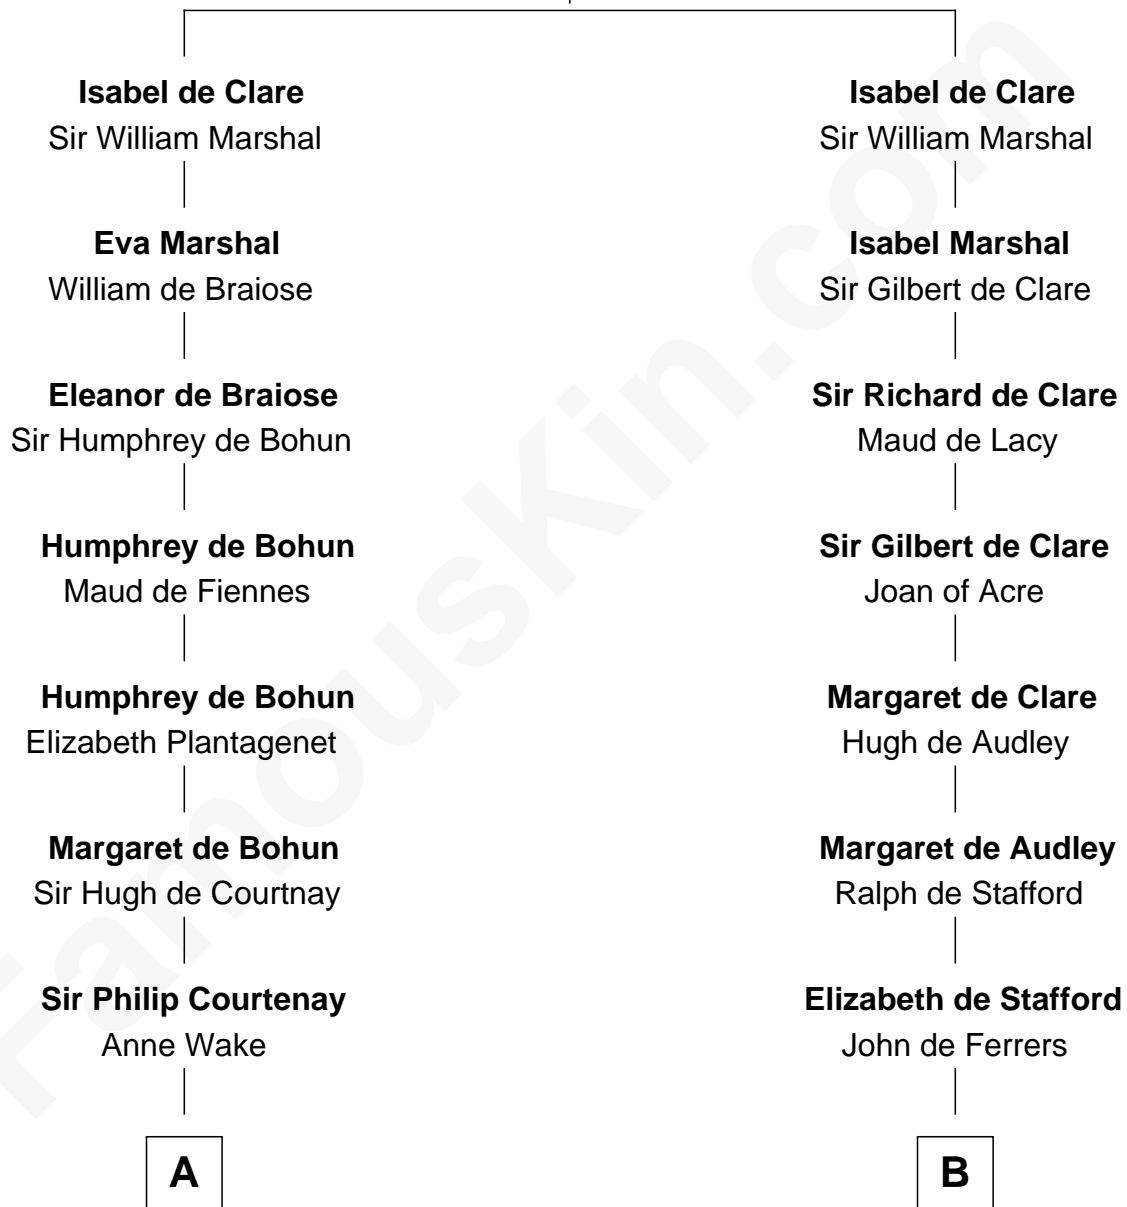 Isabel de Clare
Sir William Marshal
Eva Marshal
William de Braiose
Eleanor de Braiose
Sir Humphrey de Bohun
Humphrey de Bohun
Maud de Fiennes
Humphrey de Bohun
Elizabeth Plantagenet
Margaret de Bohun
Sir Hugh de Courtnay
Sir Philip Courtenay
Anne Wake
A
Isabel de Clare
Sir William Marshal
Isabel Marshal
Sir Gilbert de Clare
Sir Richard de Clare
Maud de Lacy
Sir Gilbert de Clare
Joan of Acre
Margaret de Clare
Hugh de Audley
Margaret de Audley
Ralph de Stafford
Elizabeth de Stafford
John de Ferrers
B
FamousKin.com